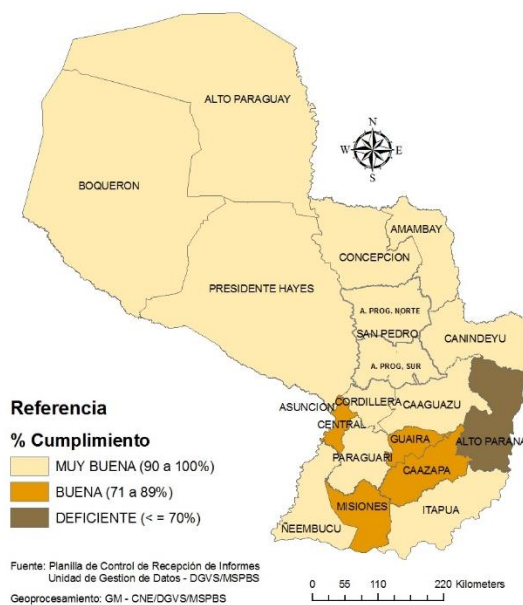 ALTO PARAGUAY
N
W E
S
BOQUERON
AMAMBAY
CONCEPCION
PRESIDENTE HAYES
A. PROG. NORTE
SAN PEDRO
CANINDEYU
A. PROG. SUR
CORDILLERA
ASUNCION
CAAGUAZU
CENTRAL
GUAIRA
ALTO PARANA
PARAGUARI
CAAZAPA
MISIONES
ITAPUA
ÑEEMBUCU
Referencia
% Cumplimiento
MUY BUENA (90 a 100%)
BUENA (71 a 89%)
DEFICIENTE (< = 70%)
Fuente: Planilla de Control de Recepción de Informes
Unidad de Gestion de Datos - DGVS/MSPBS
Geoprocesamiento: GM - CNE/DGVS/MSPBS
0 55 110 220 Kilometers